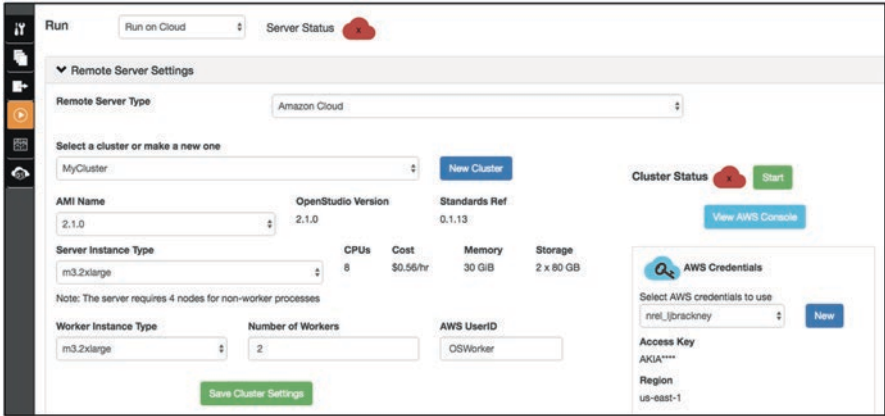 Run Run on Cloud Server Status x
Remote Server Settings
Remote Server Type Amazon Cloud
Select a cluster or make a new one
MyCluster New Cluster
Cluster Status x Start
AMI Name OpenStudio Version Standards Ref
2.1.0 2.1.0 0.1.13
View AWS Console
Server Instance Type CPUs Cost Memory Storage
m3.2xlarge 8 $0.56/hr 30 GiB 2 x 80 GB
Note: The server requires 4 nodes for non-worker processes
Worker Instance Type Number of Workers AWS UserID
m3.2xlarge 2 OSWorker
Save Cluster Settings
AWS Credentials
Select AWS credentials to use
nrel_ljbrackney New
Access Key
AKIA****
Region
us-east-1